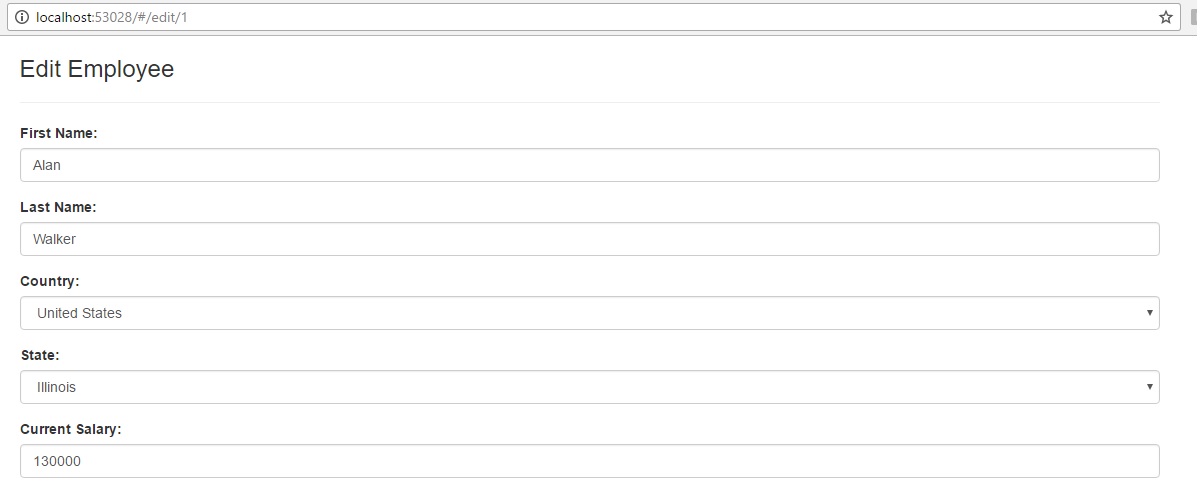 localhost:53028/#/edit/1
Edit Employee
First Name:
Alan
Last Name:
Walker
Country:
United States
State:
Illinois
Current Salary:
130000